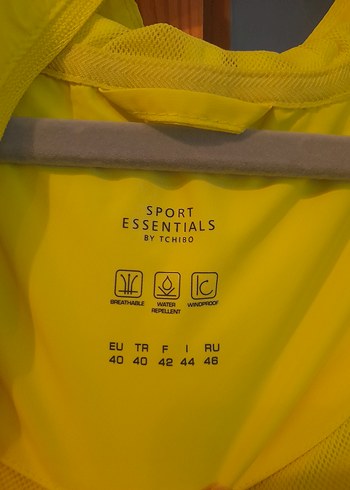 SPORT
ESSENTIALS
BY TCHIBO
BREATHABLE WATER REPELLENT WINDPROOF
EU TR F I RU
40 40 42 44 46